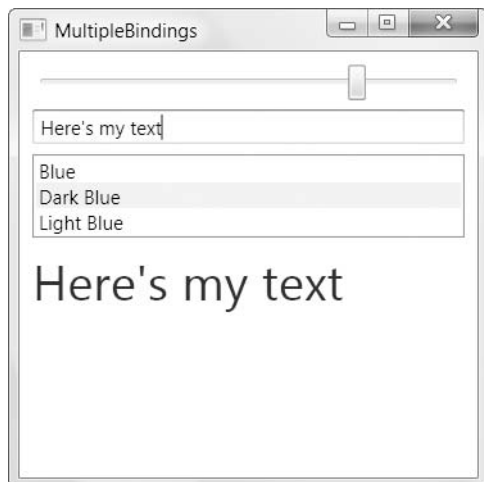 MultipleBindings
Here's my text
Blue
Dark Blue
Light Blue
Here's my text